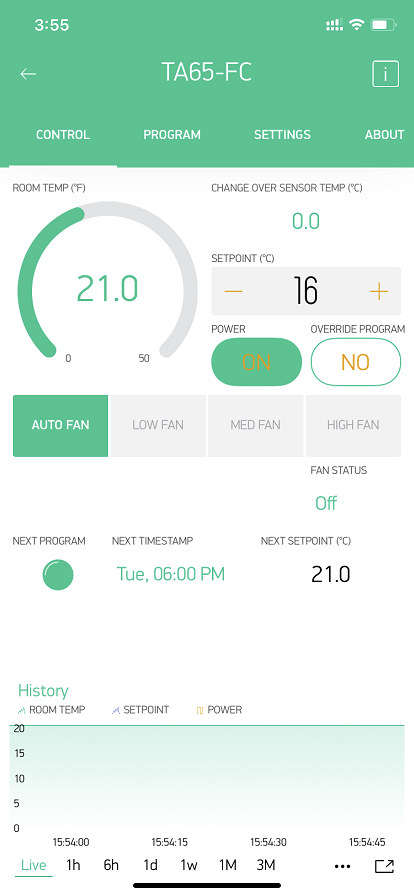 3:55
TA65-FC
i
CONTROL PROGRAM SETTINGS ABOUT
ROOM TEMP (°F)
21.0
0 50
CHANGE OVER SENSOR TEMP (°C)
0.0
SETPOINT (°C)
− 16 +
POWER OVERRIDE PROGRAM
ON NO
AUTO FAN LOW FAN MED FAN HIGH FAN
FAN STATUS
Off
NEXT PROGRAM NEXT TIMESTAMP NEXT SETPOINT (°C)
Tue, 06:00 PM 21.0
History
ROOM TEMP SETPOINT POWER
20
15
10
5
0
15:54:00 15:54:15 15:54:30 15:54:45
Live 1h 6h 1d 1w 1M 3M